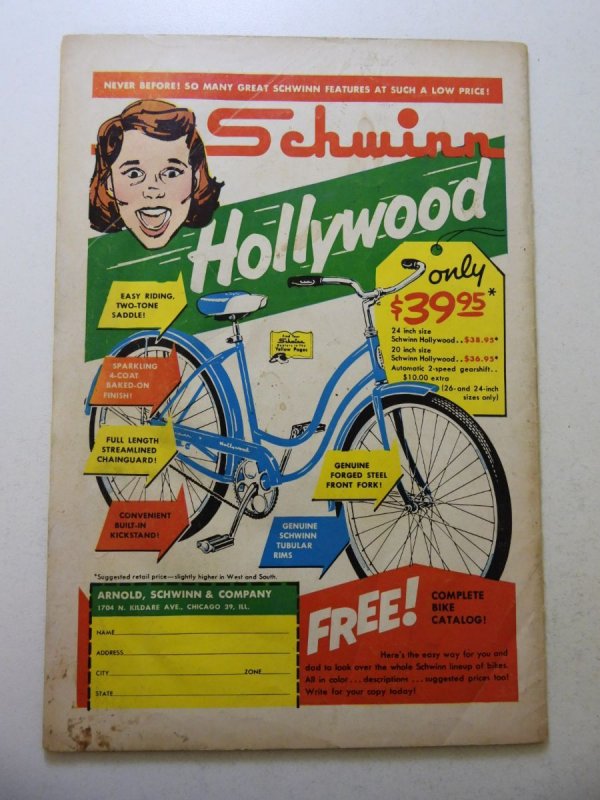 NEVER BEFORE! SO MANY GREAT SCHWINN FEATURES AT SUCH A LOW PRICE!
Schwinn
Hollywood
only
$39.95*
24 inch size
Schwinn Hollywood..$38.95*
20 inch size
Schwinn Hollywood..$36.95*
Automatic 2-speed gearshift..
$10.00 extra
(26- and 24-inch
sizes only)
EASY RIDING,
TWO-TONE
SADDLE!
Find Your
Schwinn
Yellow Pages
SPARKLING
4-COAT
BAKED-ON
FINISH!
FULL LENGTH
STREAMLINED
CHAINGUARD!
Hollywood
GENUINE
FORGED STEEL
FRONT FORK!
CONVENIENT
BUILT-IN
KICKSTAND!
GENUINE
SCHWINN
TUBULAR
RIMS
*Suggested retail price—slightly higher in West and South.
ARNOLD, SCHWINN & COMPANY
1704 N. KILDARE AVE., CHICAGO 39, ILL.
NAME
ADDRESS
CITY ZONE
STATE
FREE!
COMPLETE
BIKE
CATALOG!
Here's the easy way for you and
dad to look over the whole Schwinn lineup of bikes.
All in color...descriptions...suggested prices too!
Write for your copy today!